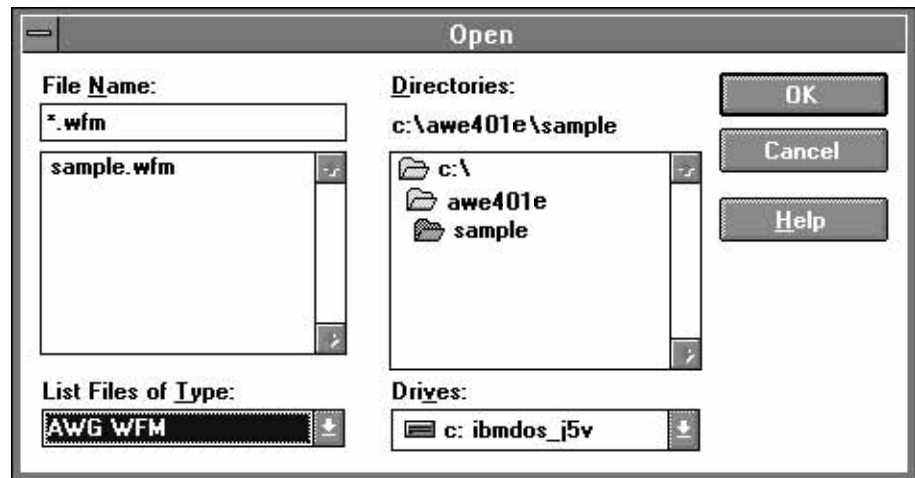 Open
File Name:
*.wfm
sample.wfm
List Files of Type:
AWG WFM
Directories:
c:\awe401e\sample
c:\
awe401e
sample
Drives:
c: ibmdos_j5v
OK
Cancel
Help